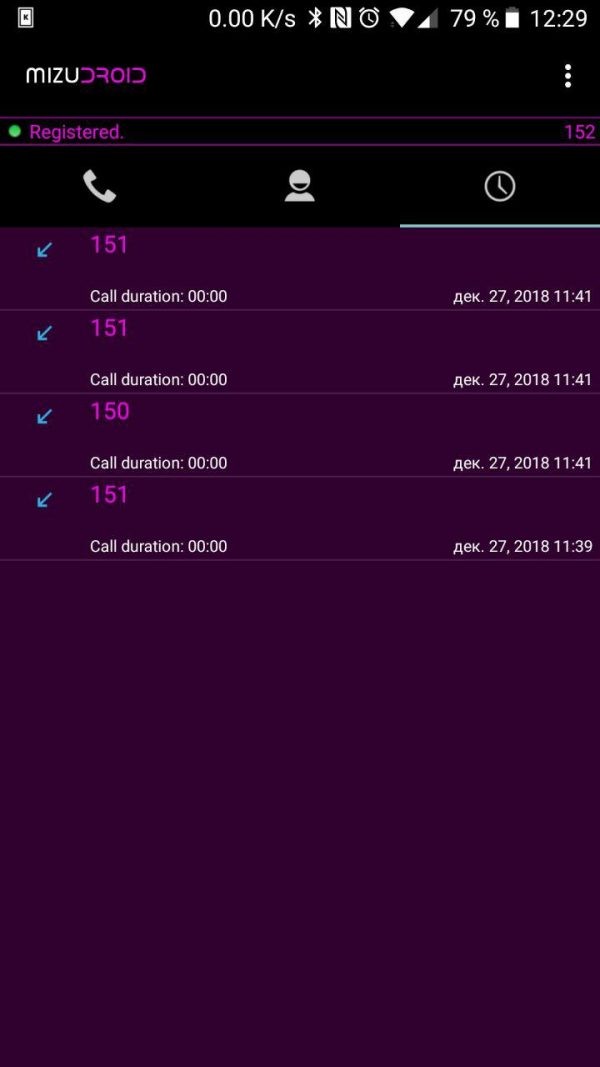 0.00 K/s 79 % 12:29
MIZUDROID
Registered. 152
151
Call duration: 00:00 дек. 27, 2018 11:41
151
Call duration: 00:00 дек. 27, 2018 11:41
150
Call duration: 00:00 дек. 27, 2018 11:41
151
Call duration: 00:00 дек. 27, 2018 11:39